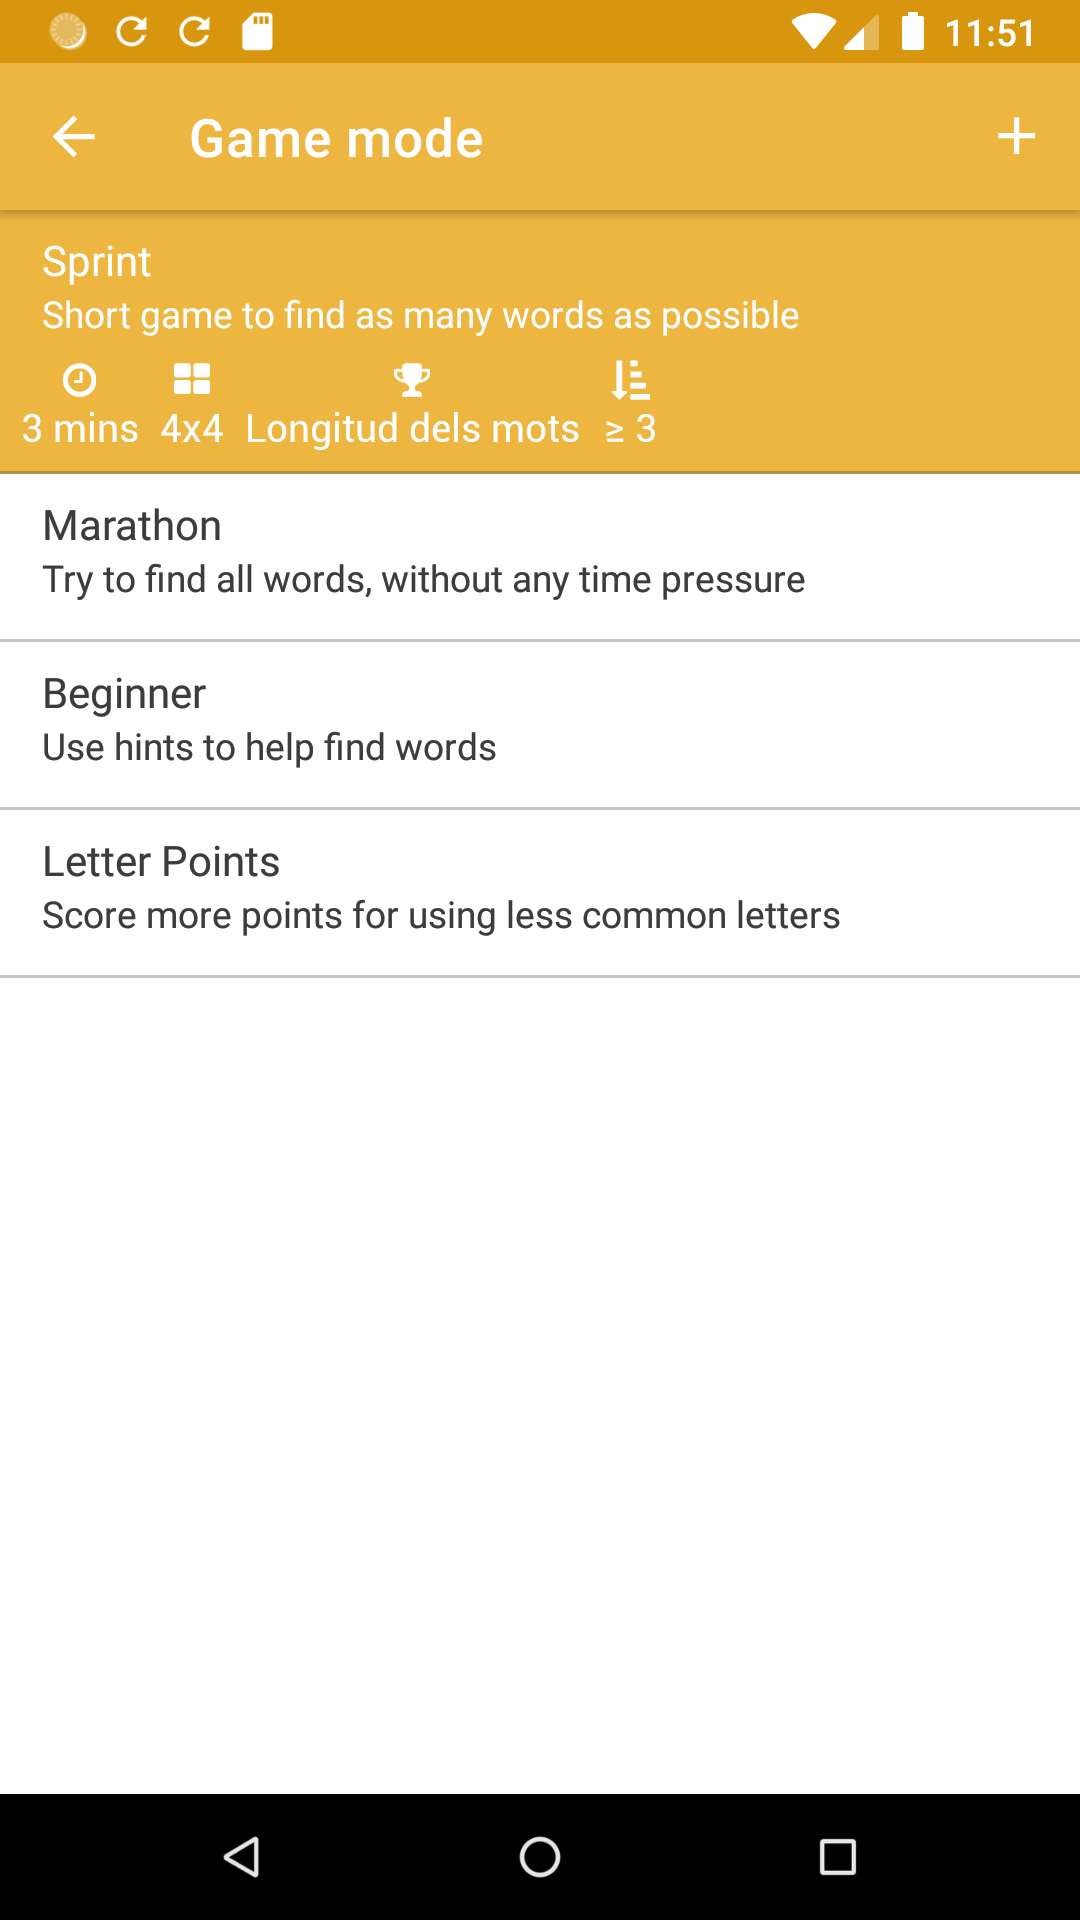 11:51
Game mode
Sprint
Short game to find as many words as possible
3 mins 4x4 Longitud dels mots ≥ 3
Marathon
Try to find all words, without any time pressure
Beginner
Use hints to help find words
Letter Points
Score more points for using less common letters